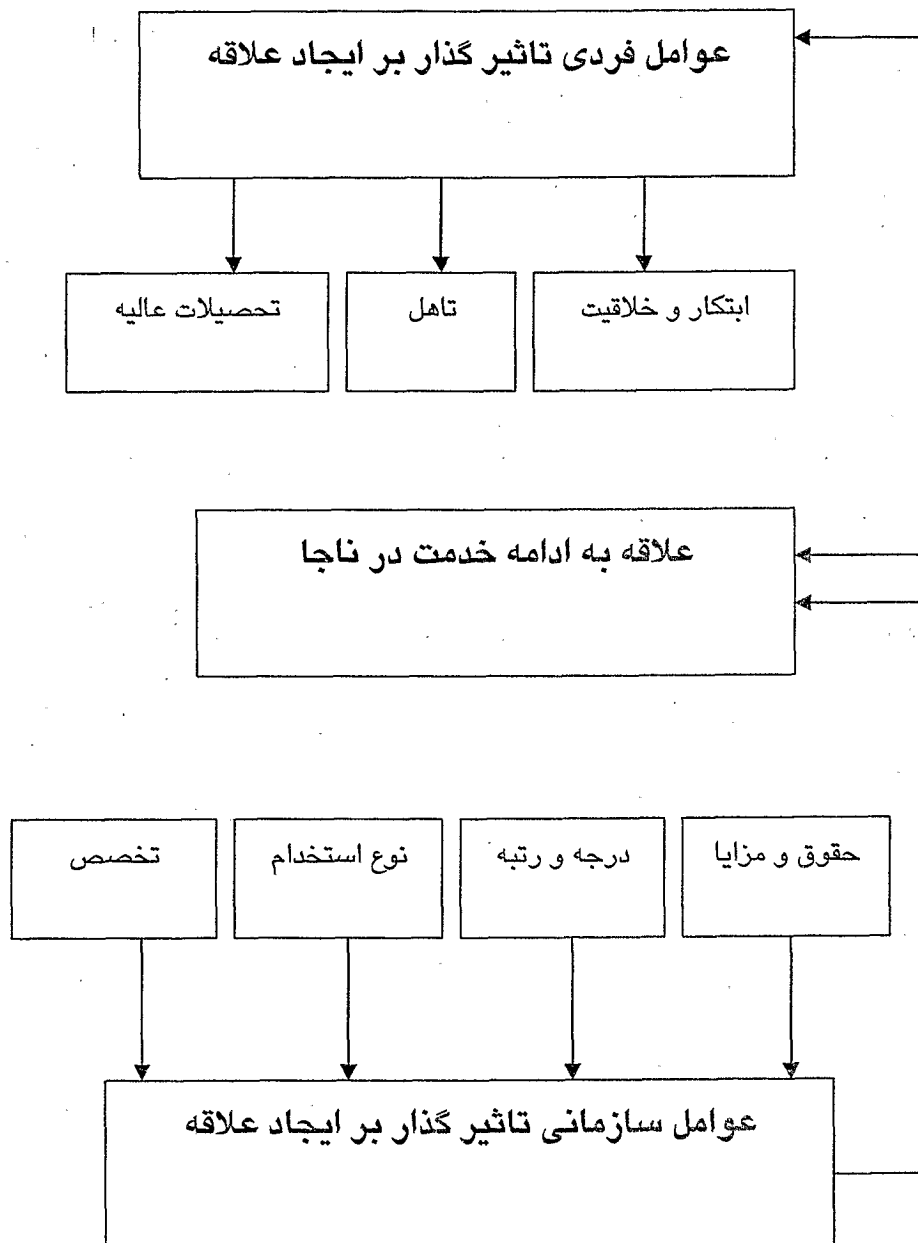 عوامل فردی تاثیر گذار بر ایجاد علاقه
ابتکار و خلاقیت
تاهل
تحصیلات عالیه
علاقه به ادامه خدمت در ناجا
حقوق و مزایا
درجه و رتبه
نوع استخدام
تخصص
عوامل سازمانی تاثیر گذار بر ایجاد علاقه